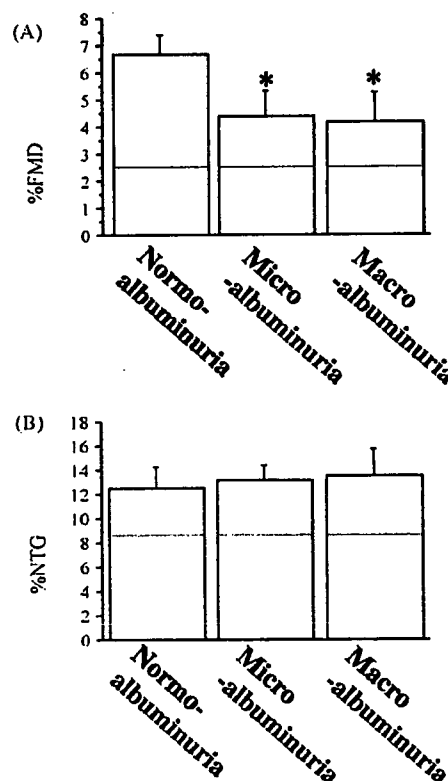 (A)
8
7
6
5
4
3
2
1
0
%FMD
* *
Normo-
albuminuria
Micro
-albuminuria
Macro
-albuminuria
(B)
18
16
14
12
10
8
6
4
2
0
%NTG
Normo-
albuminuria
Micro
-albuminuria
Macro
-albuminuria